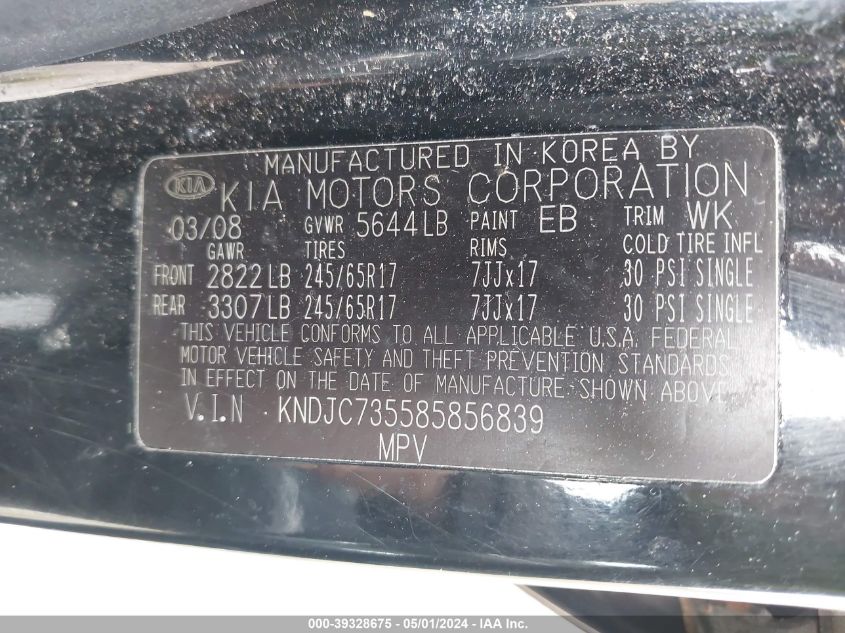 MANUFACTURED IN KOREA BY
KIA KIA MOTORS CORPORATION
03/08 GVWR 5644LB PAINT EB TRIM WK
GAWR TIRES RIMS COLD TIRE INFL
FRONT 2822LB 245/65R17 7JJx17 30 PSI SINGLE
REAR 3307LB 245/65R17 7JJx17 30 PSI SINGLE
THIS VEHICLE CONFORMS TO ALL APPLICABLE U.S.A. FEDERAL
MOTOR VEHICLE SAFETY AND THEFT PREVENTION STANDARDS
IN EFFECT ON THE DATE OF MANUFACTURE SHOWN ABOVE
V.I.N KNDJC735585856839
MPV
000-39328675 - 05/01/2024 - IAA Inc.